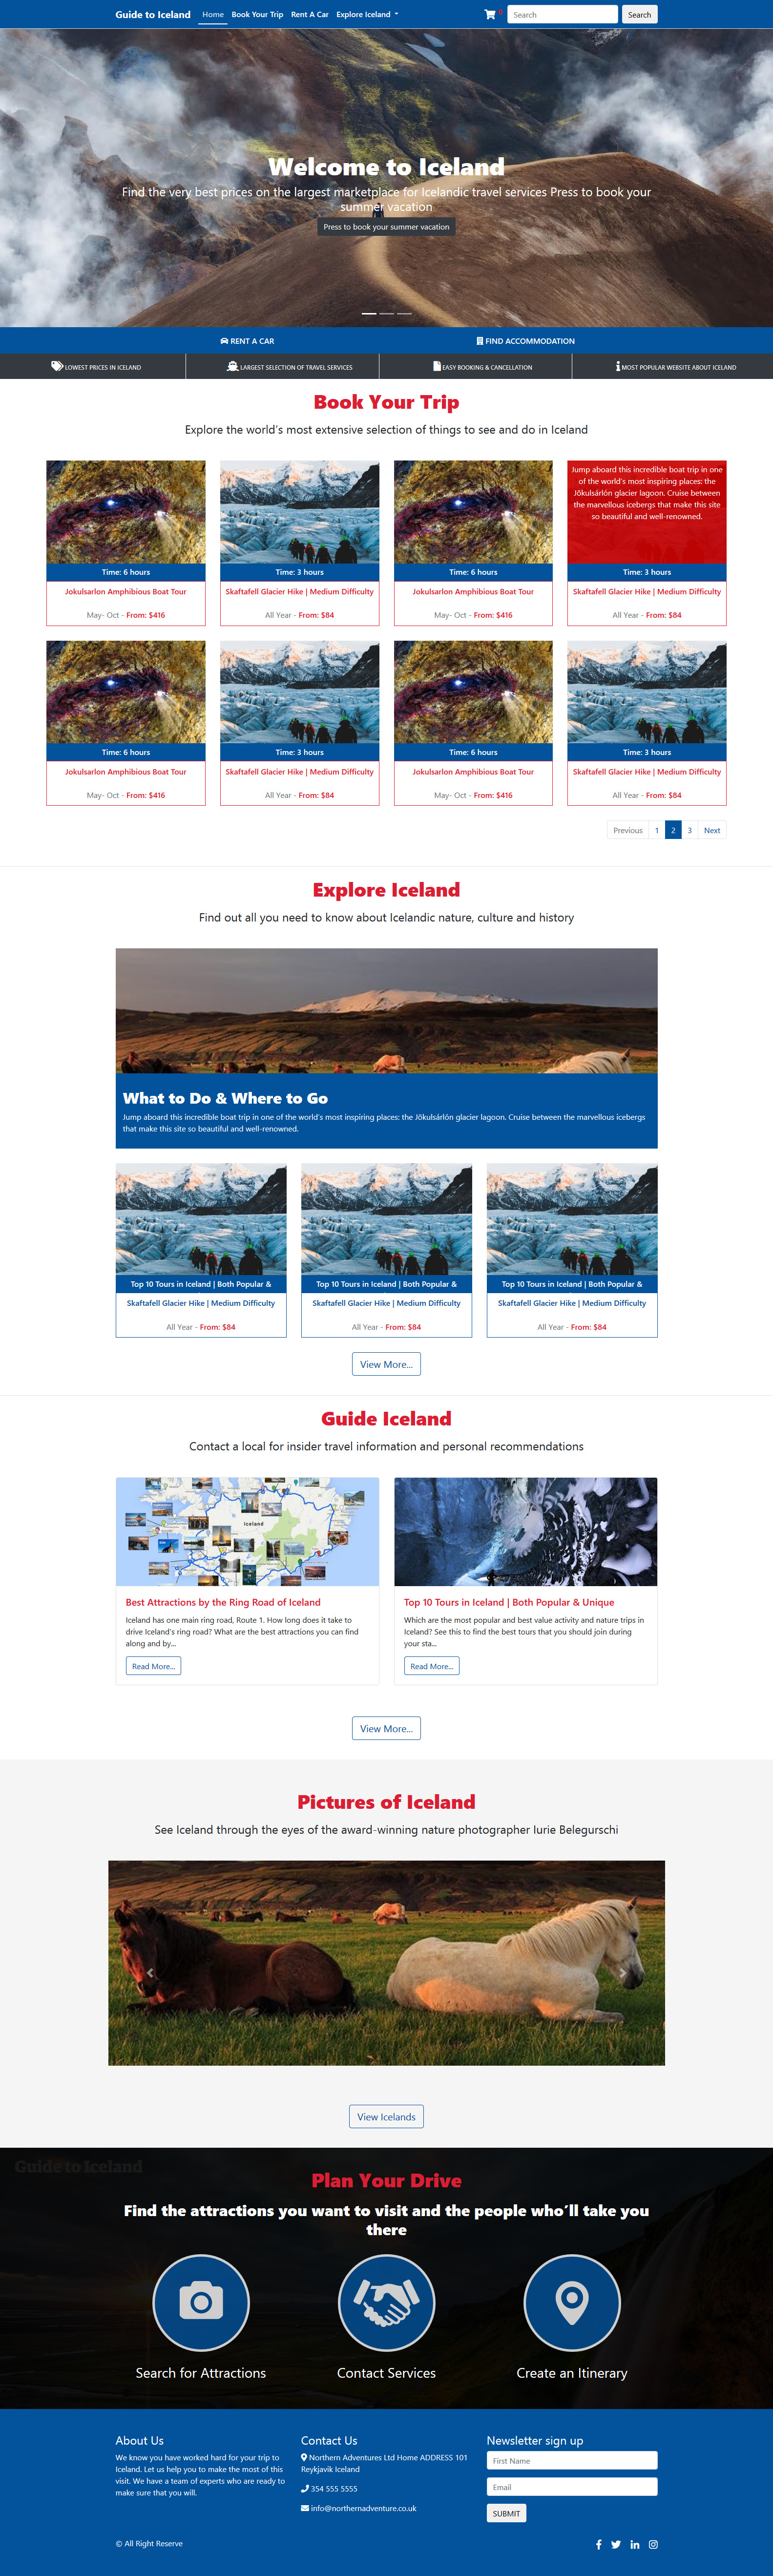 Guide to Iceland Home Book Your Trip Rent A Car Explore Iceland 0 Search Search
Welcome to Iceland
Find the very best prices on the largest marketplace for Icelandic travel services Press to book your
summer vacation
Press to book your summer vacation
RENT A CAR FIND ACCOMMODATION
LOWEST PRICES IN ICELAND LARGEST SELECTION OF TRAVEL SERVICES EASY BOOKING & CANCELLATION MOST POPULAR WEBSITE ABOUT ICELAND
Book Your Trip
Explore the world's most extensive selection of things to see and do in Iceland
Jump aboard this incredible boat trip in one
of the world's most inspiring places: the
Jökulsárlón glacier lagoon. Cruise between
the marvellous icebergs that make this site
so beautiful and well-renowned.
Time: 6 hours Time: 3 hours Time: 6 hours Time: 3 hours
Jokulsarlon Amphibious Boat Tour Skaftafell Glacier Hike | Medium Difficulty Jokulsarlon Amphibious Boat Tour Skaftafell Glacier Hike | Medium Difficulty
May- Oct - From: $416 All Year - From: $84 May- Oct - From: $416 All Year - From: $84
Time: 6 hours Time: 3 hours Time: 6 hours Time: 3 hours
Jokulsarlon Amphibious Boat Tour Skaftafell Glacier Hike | Medium Difficulty Jokulsarlon Amphibious Boat Tour Skaftafell Glacier Hike | Medium Difficulty
May- Oct - From: $416 All Year - From: $84 May- Oct - From: $416 All Year - From: $84
Previous 1 2 3 Next
Explore Iceland
Find out all you need to know about Icelandic nature, culture and history
What to Do & Where to Go
Jump aboard this incredible boat trip in one of the world's most inspiring places: the Jökulsárlón glacier lagoon. Cruise between the marvellous icebergs
that make this site so beautiful and well-renowned.
Top 10 Tours in Iceland | Both Popular & Top 10 Tours in Iceland | Both Popular & Top 10 Tours in Iceland | Both Popular &
Skaftafell Glacier Hike | Medium Difficulty Skaftafell Glacier Hike | Medium Difficulty Skaftafell Glacier Hike | Medium Difficulty
All Year - From: $84 All Year - From: $84 All Year - From: $84
View More...
Guide Iceland
Contact a local for insider travel information and personal recommendations
Iceland
Best Attractions by the Ring Road of Iceland
Iceland has one main ring road, Route 1. How long does it take to
drive Iceland's ring road? What are the best attractions you can find
along and by...
Read More...
Top 10 Tours in Iceland | Both Popular & Unique
Which are the most popular and best value activity and nature trips in
Iceland? See this to find the best tours that you should join during
your sta...
Read More...
View More...
Pictures of Iceland
See Iceland through the eyes of the award-winning nature photographer Iurie Belegurschi
View Icelands
Guide to Iceland
Plan Your Drive
Find the attractions you want to visit and the people who´ll take you
there
Search for Attractions Contact Services Create an Itinerary
About Us
We know you have worked hard for your trip to
Iceland. Let us help you to make the most of this
visit. We have a team of experts who are ready to
make sure that you will.
Contact Us
Northern Adventures Ltd Home ADDRESS 101
Reykjavik Iceland
354 555 5555
info@northernadventure.co.uk
Newsletter sign up
First Name
Email
SUBMIT
© All Right Reserve